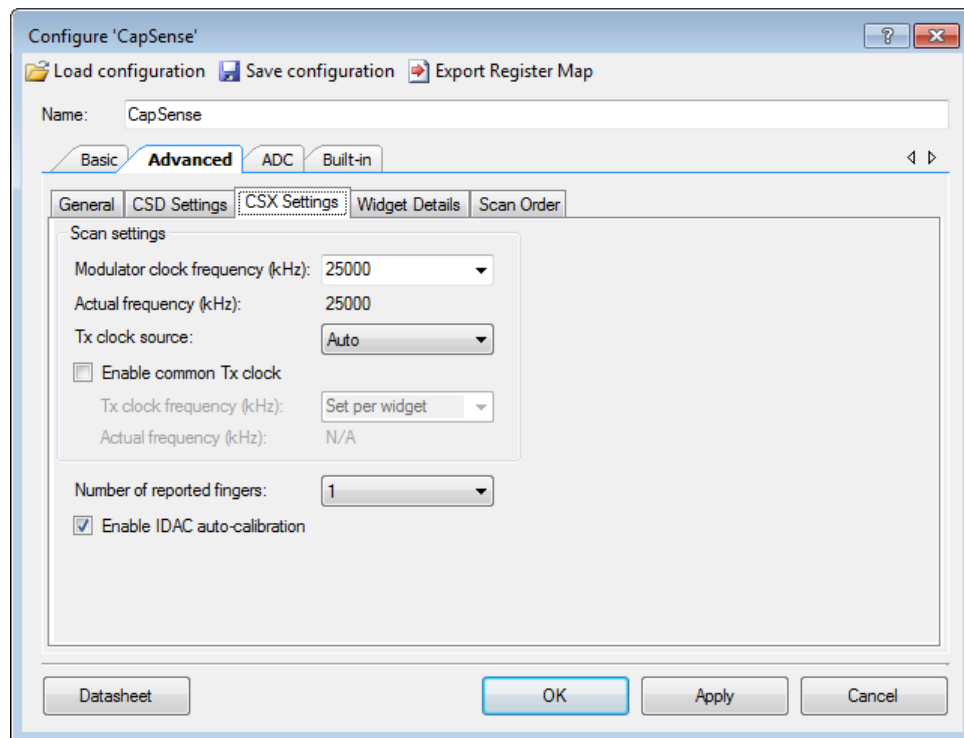 Configure 'CapSense'
Load configuration Save configuration Export Register Map
Name: CapSense
Basic Advanced ADC Built-in
General CSD Settings CSX Settings Widget Details Scan Order
Scan settings
Modulator clock frequency (kHz): 25000
Actual frequency (kHz): 25000
Tx clock source: Auto
Enable common Tx clock
Tx clock frequency (kHz): Set per widget
Actual frequency (kHz): N/A
Number of reported fingers: 1
Enable IDAC auto-calibration
Datasheet OK Apply Cancel